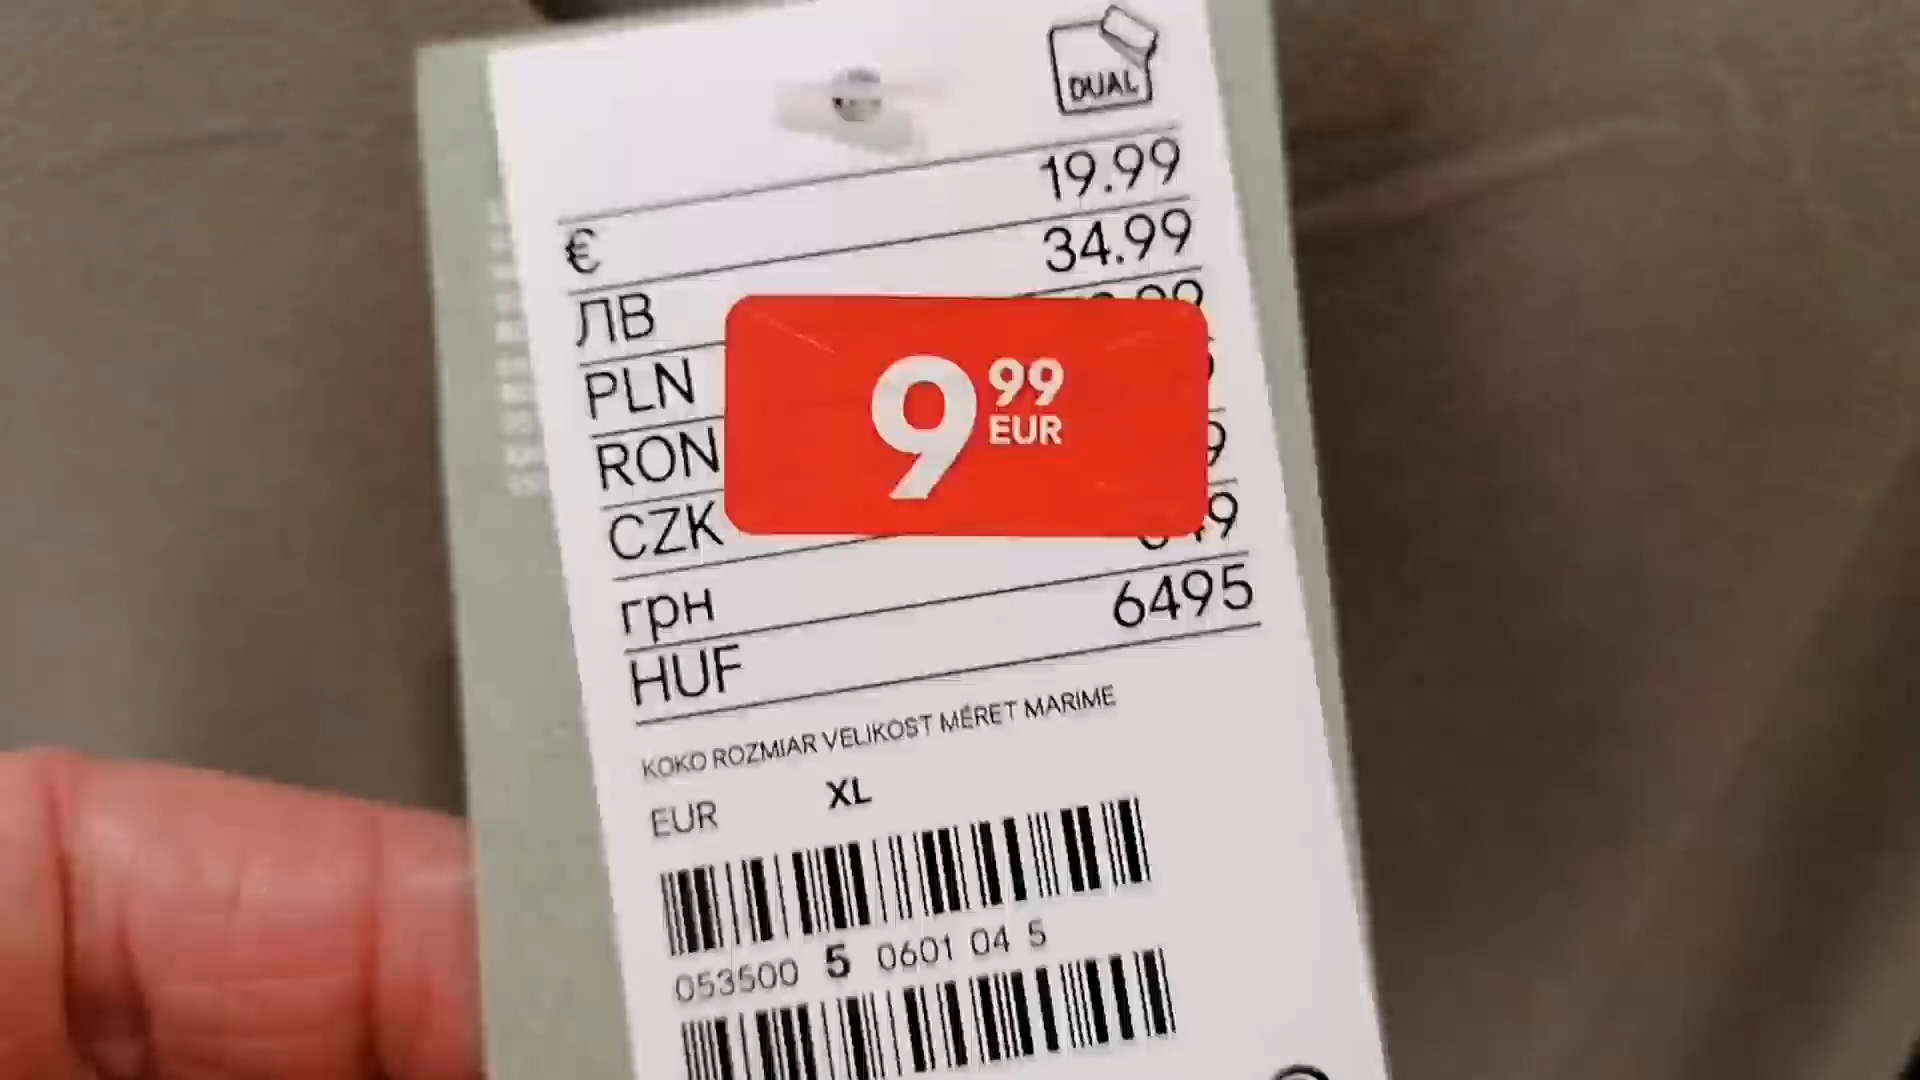 DUAL
€ 19.99
ЛВ 34.99
PLN
RON
CZK
грн
HUF 6495
9 99
EUR
KOKO ROZMIAR VELIKOST MÉRET MARIME
EUR XL
053500 5 0601 04 5